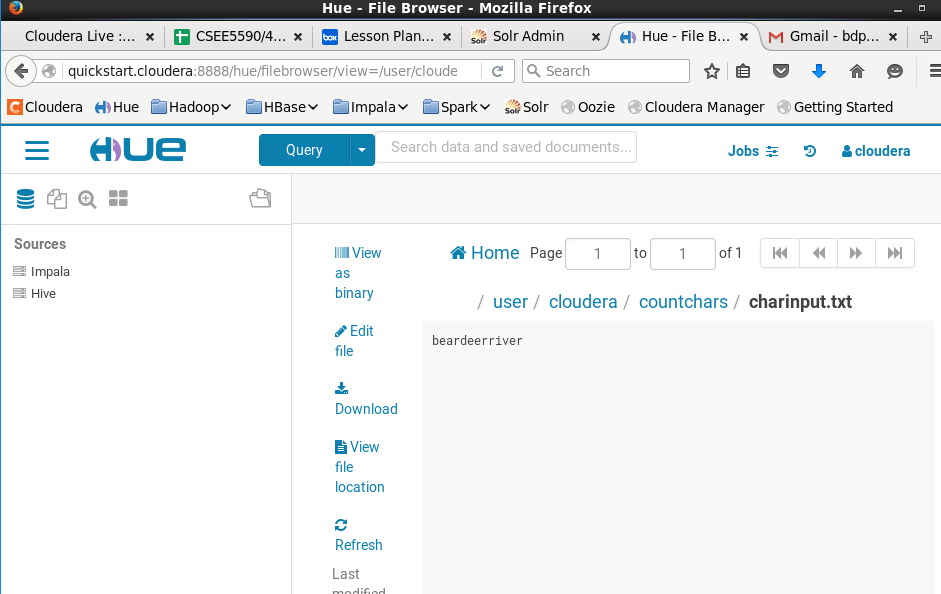 Hue - File Browser - Mozilla Firefox
Cloudera Live :... × CSEE5590/4... × box Lesson Plan... × Solr Solr Admin × Hue - File B... × Gmail - bdp... ×
quickstart.cloudera:8888/hue/filebrowser/view=/user/cloude Search
Cloudera Hue Hadoop HBase Impala Spark Solr Solr Oozie Cloudera Manager Getting Started
HUE Query Search data and saved documents... Jobs cloudera
Sources
Impala
Hive
View as binary
Edit file
Download
View file location
Refresh
Last
modified
Home Page 1 to 1 of 1
/ user / cloudera / countchars / charinput.txt
beardeerriver